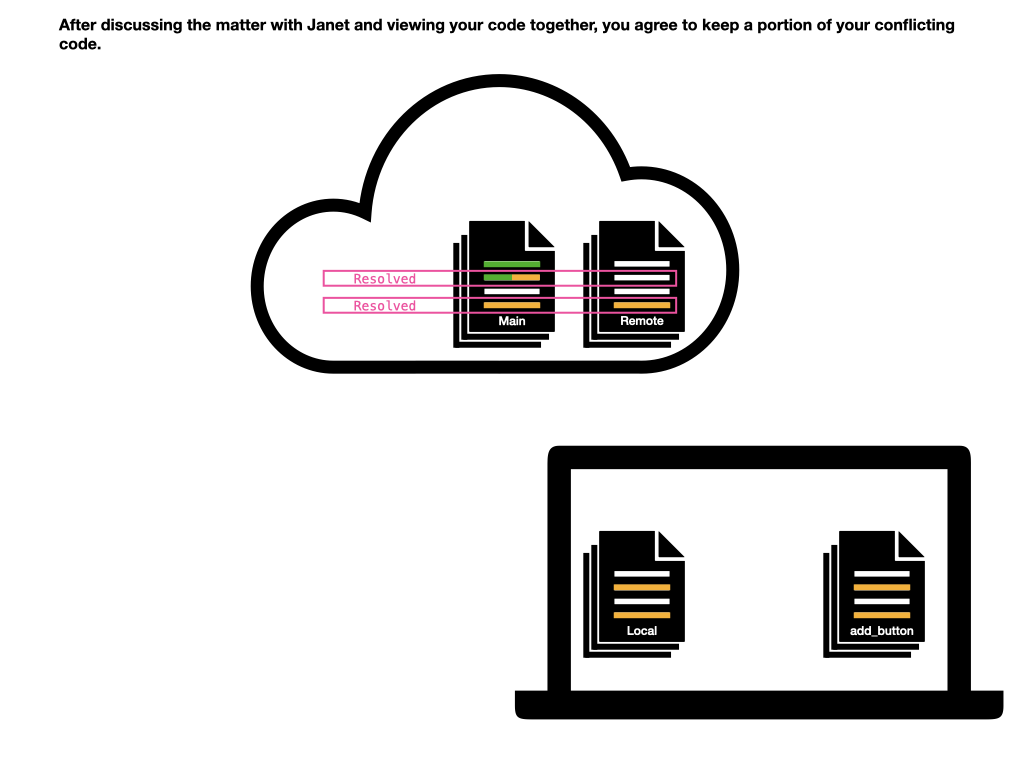 After discussing the matter with Janet and viewing your code together, you agree to keep a portion of your conflicting
code.
Resolved
Resolved
Main
Remote
Local
add_button